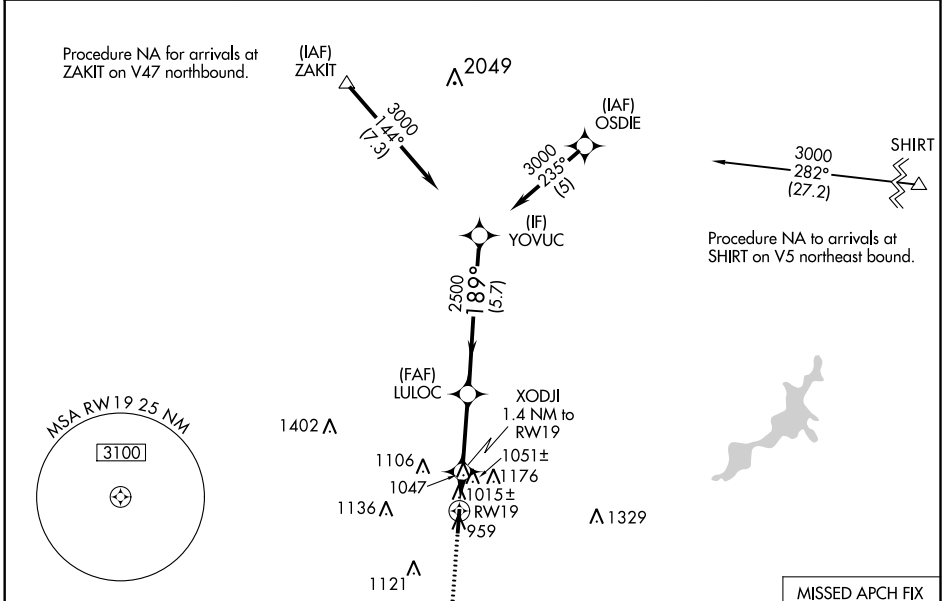 Procedure NA for arrivals at
ZAKIT on V47 northbound.
(IAF)
ZAKIT
2049
3000
144°
(7.3)
(IAF)
OSDIE
3000
235°
(5)
SHIRT
3000
282°
(27.2)
(IF)
YOVUC
Procedure NA to arrivals at
SHIRT on V5 northeast bound.
2500
189°
(5.7)
(FAF)
LULOC
XODJI
1.4 NM to
RW19
MSA RW19 25 NM
3100
1402
1106
1047
1051±
1176
1015±
RW19
1136
959
1329
1121
MISSED APCH FIX